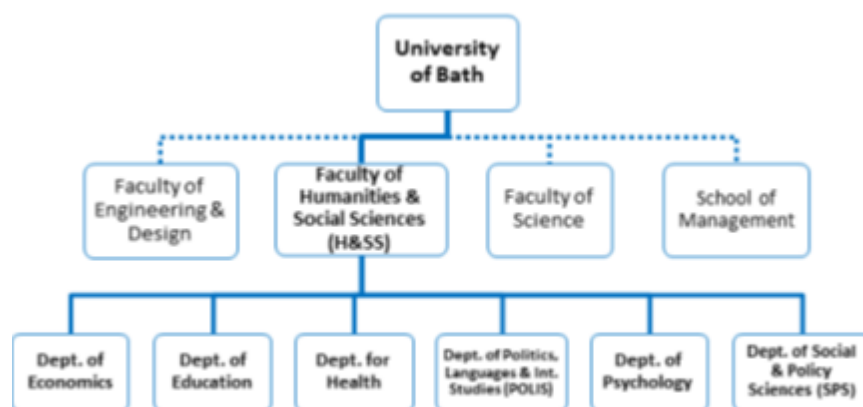 University
of Bath
Faculty of
Engineering &
Design
Faculty of
Humanities &
Social Sciences
(H&SS)
Faculty of
Science
School of
Management
Dept. of
Economics
Dept. of
Education
Dept. for
Health
Dept. of Politics,
Languages & Int.
Studies (POLIS)
Dept. of
Psychology
Dept. of Social
& Policy
Sciences (SPS)